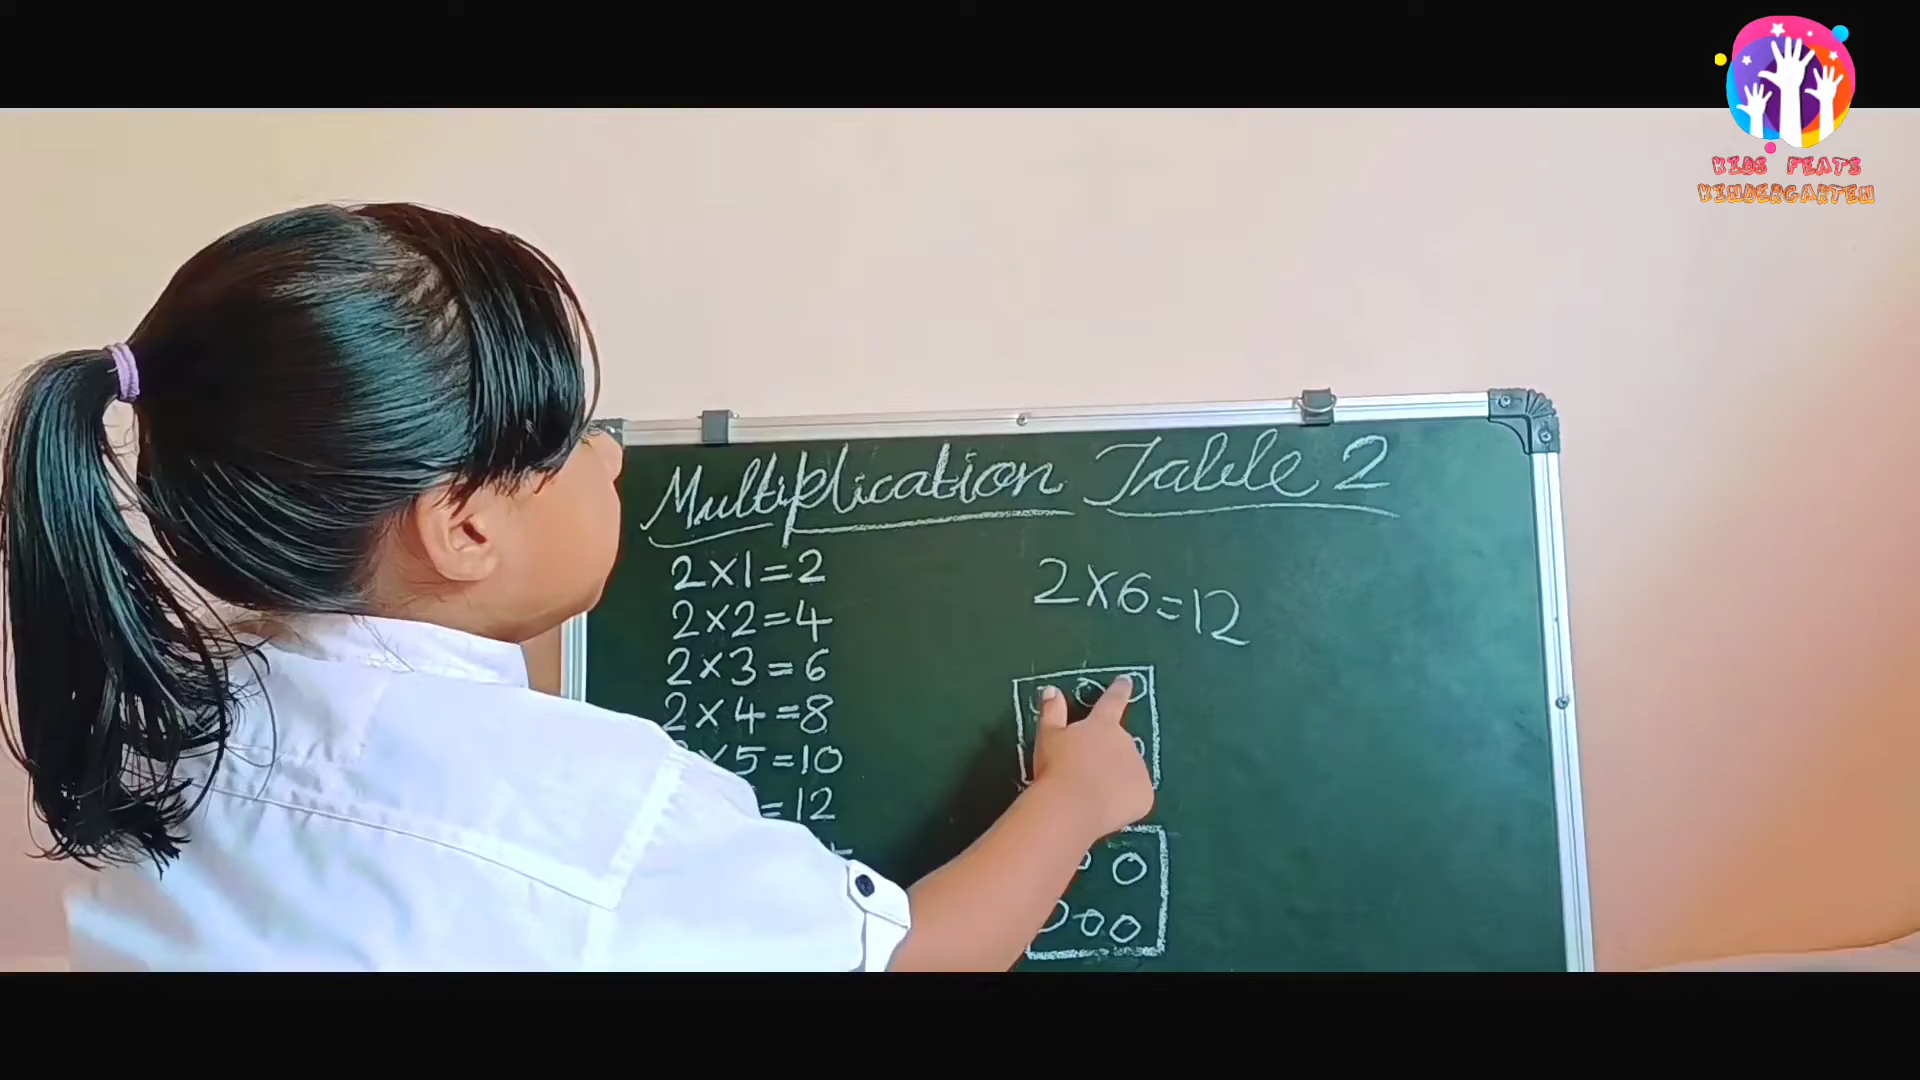 KIDS FEATS
KINDERGARTEN
Multiplication Table 2
2×1=2
2×2=4
2×3=6
2×4=8
×5=10
=12
2×6=12